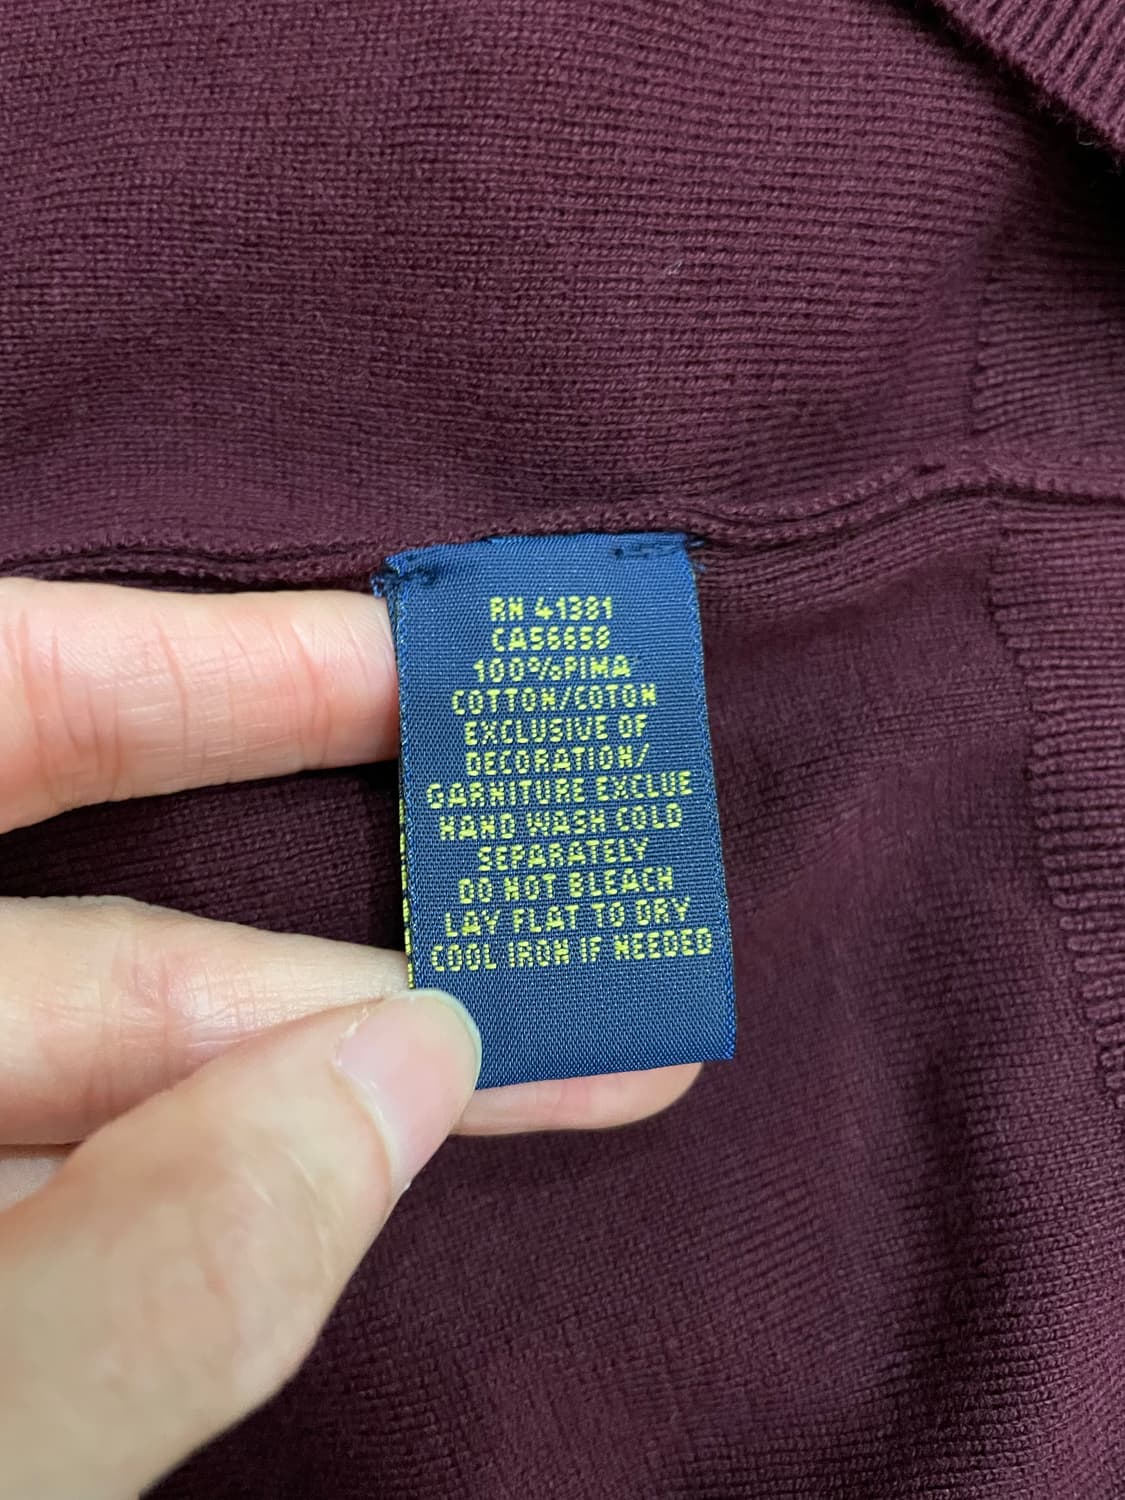 RN 41381
CA56658
100%PIMA
COTTON/COTON
EXCLUSIVE OF
DECORATION/
GARNITURE EXCLUE
HAND WASH COLD
SEPARATELY
DO NOT BLEACH
LAY FLAT TO DRY
COOL IRON IF NEEDED